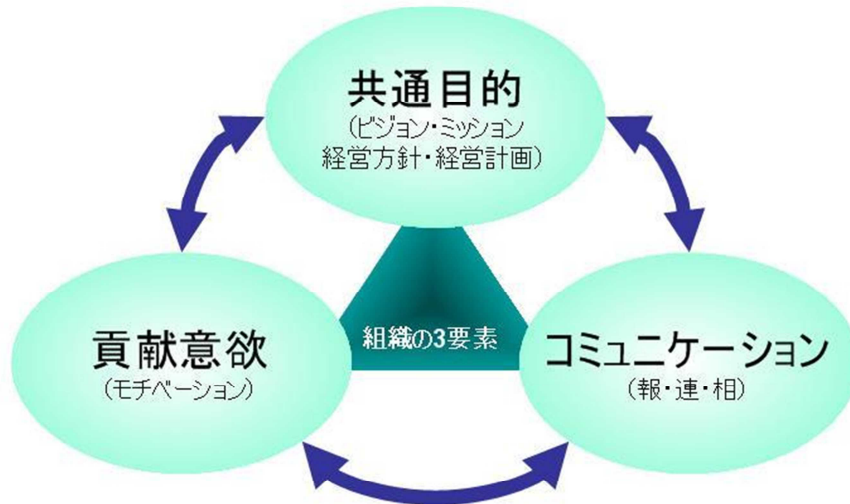 共通目的
(ビジョン・ミッション
経営方針・経営計画)
組織の3要素
貢献意欲
(モチベーション)
コミュニケーション
(報・連・相)